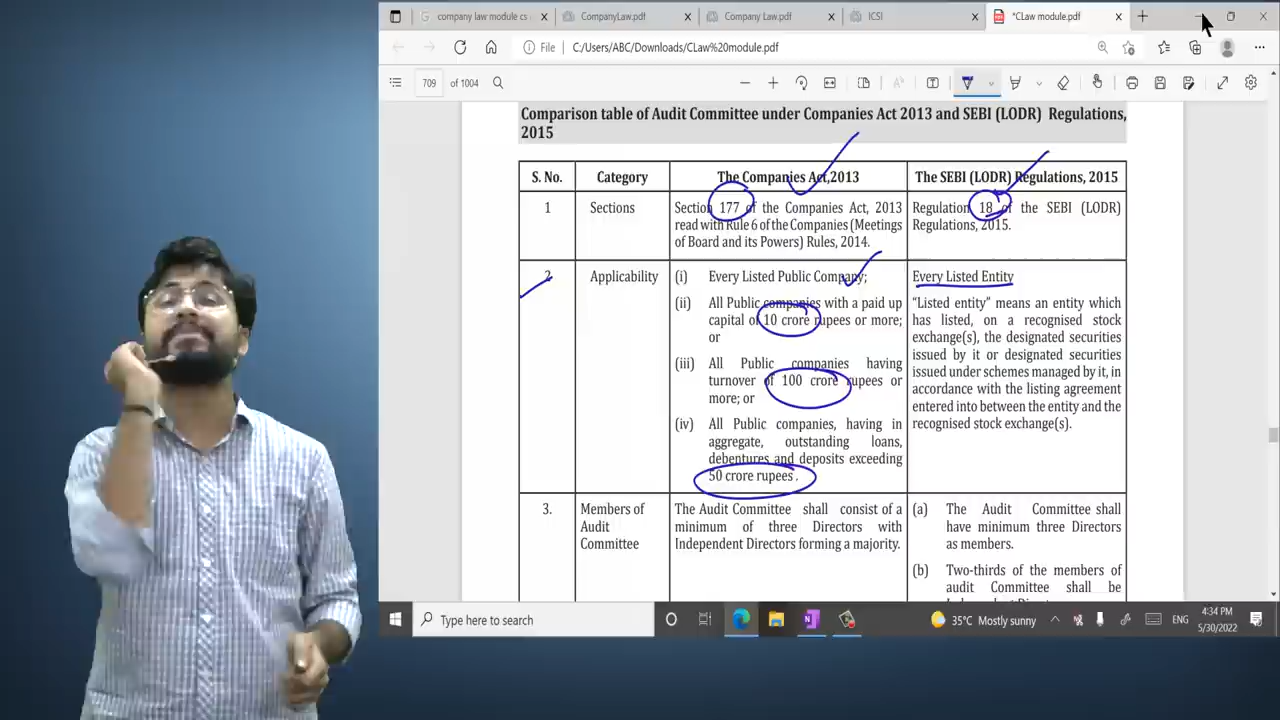 company law module cs
CompanyLaw.pdf
Company Law.pdf
ICSI
*CLaw module.pdf
File
C:/Users/ABC/Downloads/CLaw%20module.pdf
709 of 1004
Comparison table of Audit Committee under Companies Act 2013 and SEBI (LODR) Regulations,
2015
S. No.
Category
The Companies Act,2013
The SEBI (LODR) Regulations, 2015
1
Sections
Section 177 of the Companies Act, 2013
read with Rule 6 of the Companies (Meetings
of Board and its Powers) Rules, 2014.
Regulation 18 of the SEBI (LODR)
Regulations, 2015.
2
Applicability
(i) Every Listed Public Company;
(ii) All Public companies with a paid up
capital of 10 crore rupees or more;
or
(iii) All Public companies having
turnover of 100 crore rupees or
more; or
(iv) All Public companies, having in
aggregate, outstanding loans,
debentures and deposits exceeding
50 crore rupees .
Every Listed Entity
“Listed entity” means an entity which
has listed, on a recognised stock
exchange(s), the designated securities
issued by it or designated securities
issued under schemes managed by it, in
accordance with the listing agreement
entered into between the entity and the
recognised stock exchange(s).
3.
Members of
Audit
Committee
The Audit Committee shall consist of a
minimum of three Directors with
Independent Directors forming a majority.
(a) The Audit Committee shall
have minimum three Directors
as members.
(b) Two-thirds of the members of
audit Committee shall be
Type here to search
35°C Mostly sunny
ENG
4:34 PM
5/30/2022